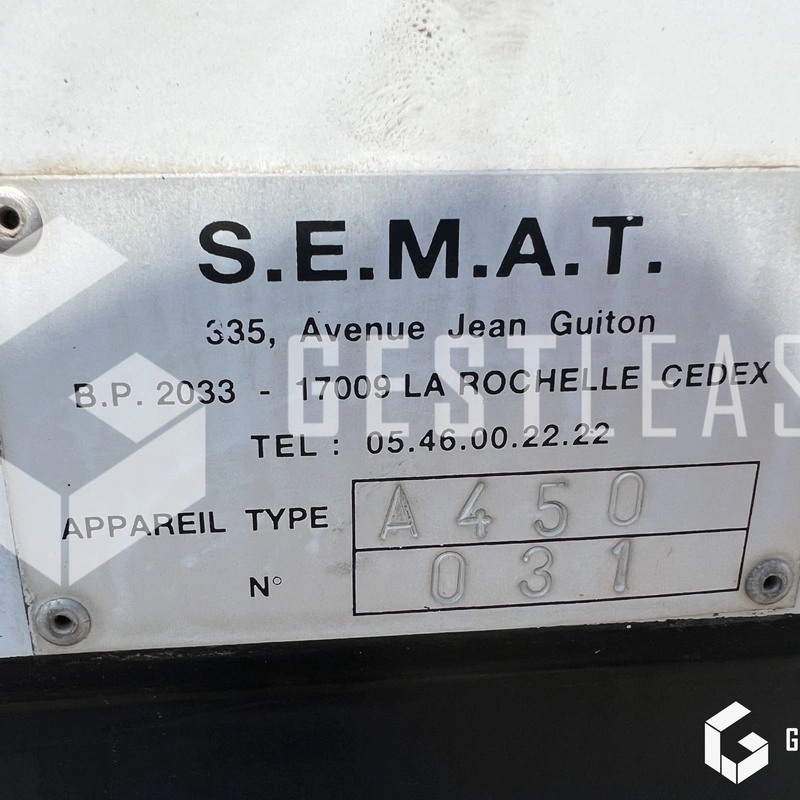 S.E.M.A.T.
335, Avenue Jean Guiton
B.P. 2033 - 17009 LA ROCHELLE CEDEX
TEL : 05.46.00.22.22
APPAREIL TYPE A450
N° 031
GESTLEAS
G